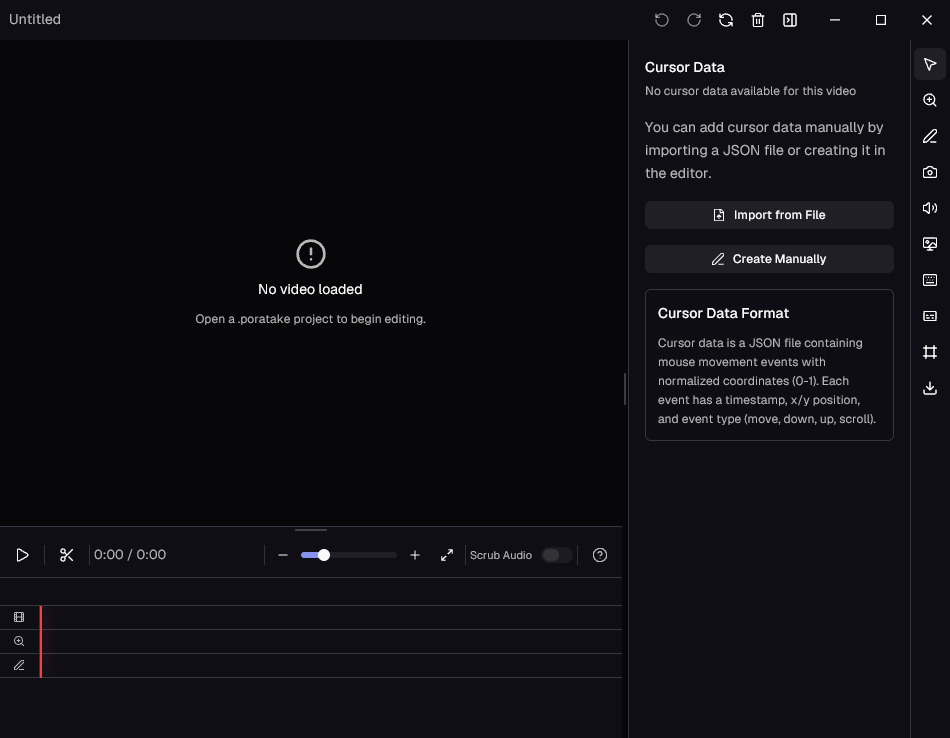 Untitled
Cursor Data
No cursor data available for this video
You can add cursor data manually by
importing a JSON file or creating it in
the editor.
Import from File
Create Manually
Cursor Data Format
Cursor data is a JSON file containing
mouse movement events with
normalized coordinates (0-1). Each
event has a timestamp, x/y position,
and event type (move, down, up, scroll).
No video loaded
Open a .poratake project to begin editing.
0:00 / 0:00
Scrub Audio